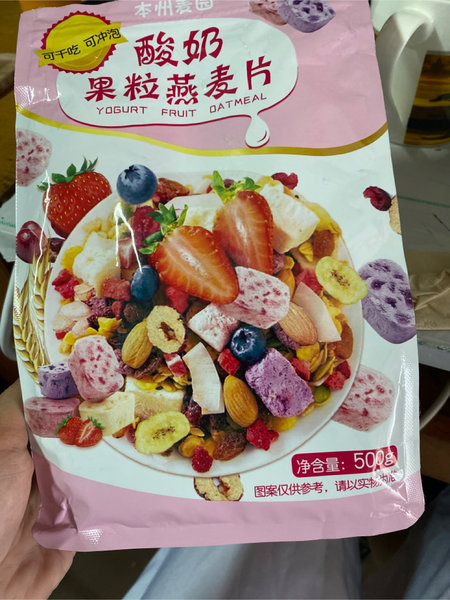 本州麦园
可干吃 可冲泡
酸奶
果粒燕麦片
YOGURT FRUIT OATMEAL
净含量：500g
图案仅供参考，请以实物为准